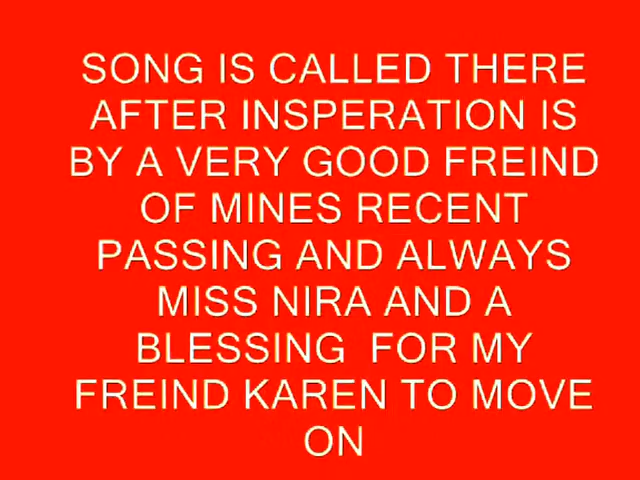 SONG IS CALLED THERE
AFTER INSPERATION IS
BY A VERY GOOD FREIND
OF MINES RECENT
PASSING AND ALWAYS
MISS NIRA AND A
BLESSING  FOR MY
FREIND KAREN TO MOVE
ON